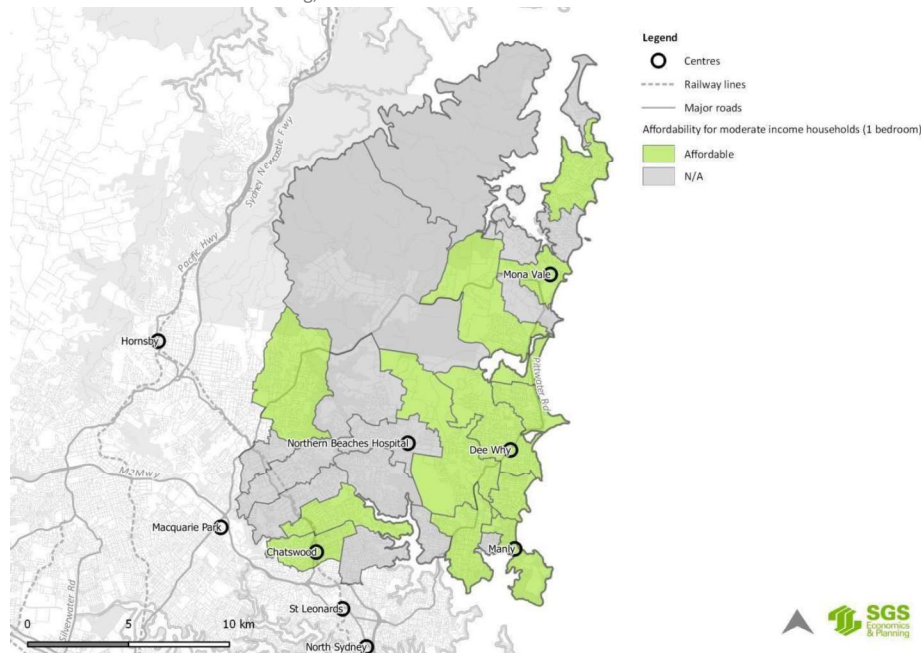 Legend
Centres
Railway lines
Major roads
Affordability for moderate income households (1 bedroom)
Affordable
N/A
Sydney Newcastle Fwy
Pacific Hwy
Mona Vale
Hornsby
Pittwater Rd
Northern Beaches Hospital
Dee Why
M2 Mwy
Macquarie Park
Chatswood
Manly
Silverwater Rd
St Leonards
North Sydney
0 5 10 km
SGS
Economics
& Planning